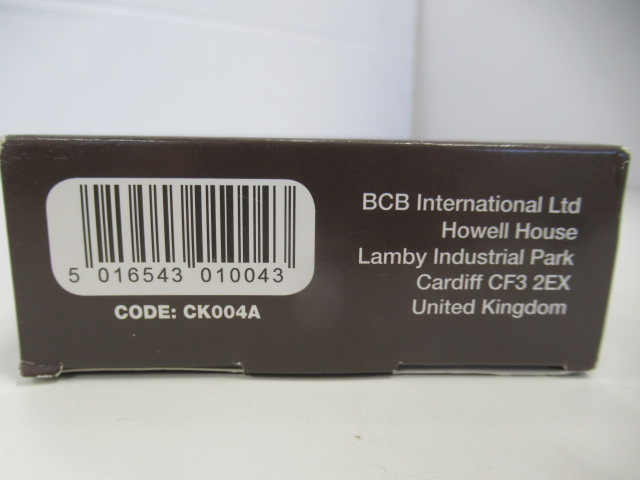 5 016543 010043
CODE: CK004A
BCB International Ltd
Howell House
Lamby Industrial Park
Cardiff CF3 2EX
United Kingdom